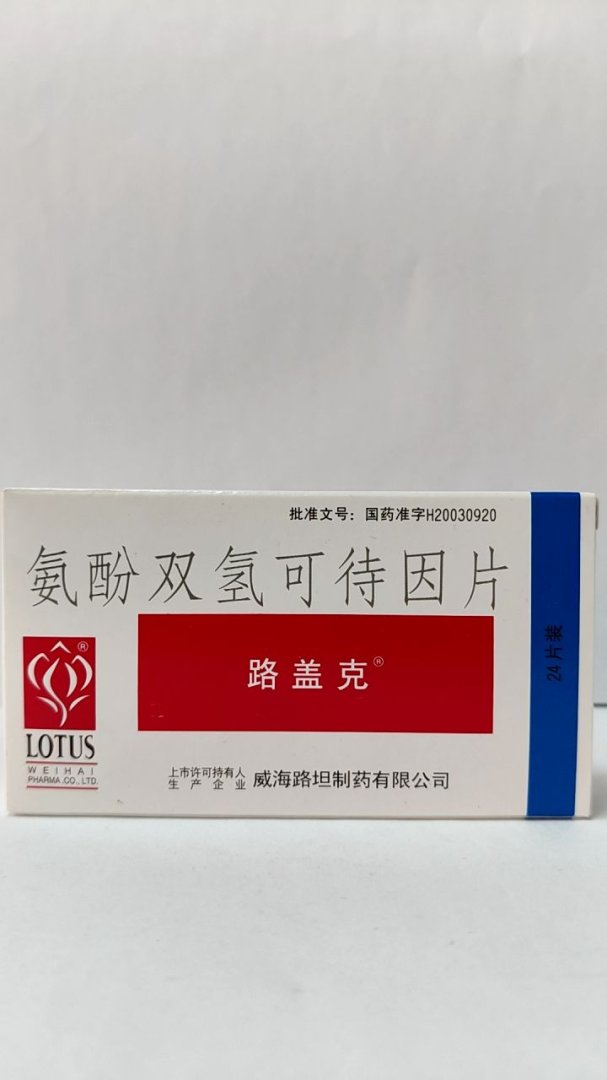 批准文号：国药准字H20030920
氨酚双氢可待因片
路盖克®
24片装
®
LOTUS
WEIHAI
PHARMA.CO.,LTD.
上市许可持有人
生产企业
威海路坦制药有限公司